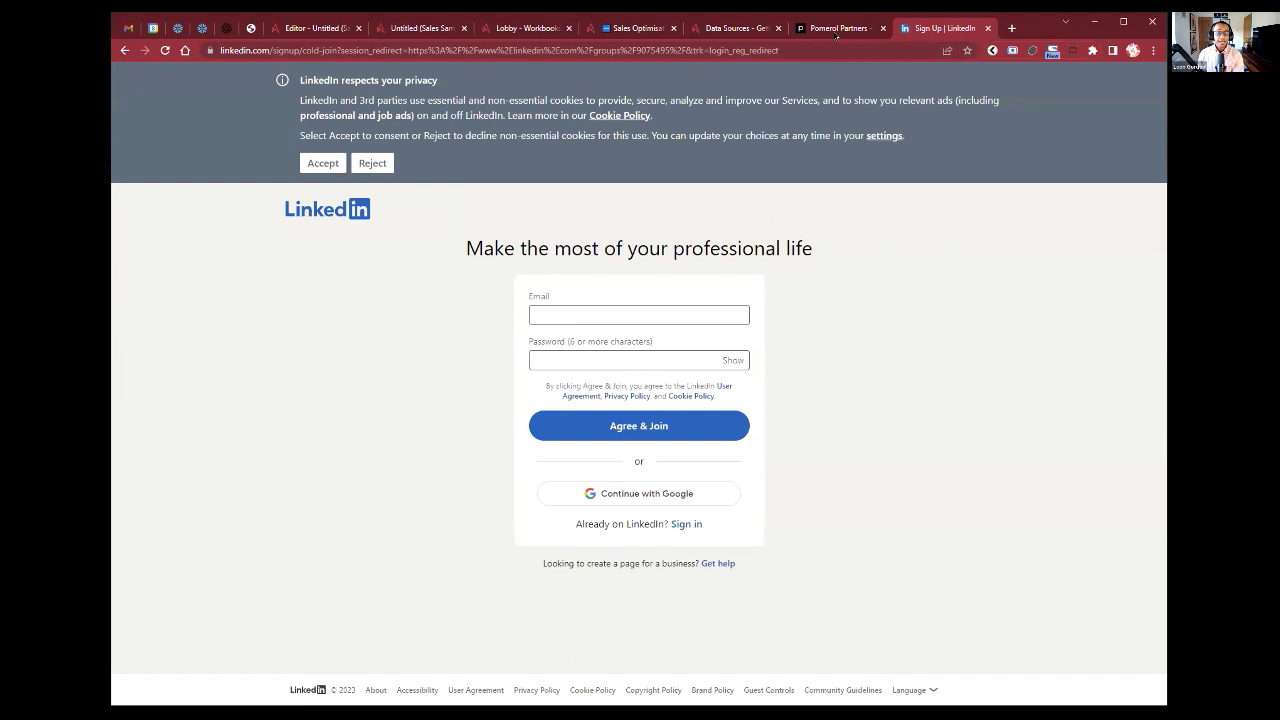 Editor - Untitled (Sa
Untitled (Sales Sam
Lobby - Workbook
Sales Optimisat
Data Sources - Get
Pomerol Partners -
Sign Up | LinkedIn
linkedin.com/signup/cold-join?session_redirect=https%3A%2F%2Fwww%2Elinkedin%2Ecom%2Fgroups%2F9075495%2F&trk=login_reg_redirect
New
Leon Gordon
LinkedIn respects your privacy
LinkedIn and 3rd parties use essential and non-essential cookies to provide, secure, analyze and improve our Services, and to show you relevant ads (including
professional and job ads) on and off LinkedIn. Learn more in our Cookie Policy.
Select Accept to consent or Reject to decline non-essential cookies for this use. You can update your choices at any time in your settings.
Accept
Reject
Linked in
Make the most of your professional life
Email
Password (6 or more characters)
Show
By clicking Agree & Join, you agree to the LinkedIn User
Agreement, Privacy Policy, and Cookie Policy.
Agree & Join
or
Continue with Google
Already on LinkedIn? Sign in
Looking to create a page for a business? Get help
Linked in © 2023 About Accessibility User Agreement Privacy Policy Cookie Policy Copyright Policy Brand Policy Guest Controls Community Guidelines Language